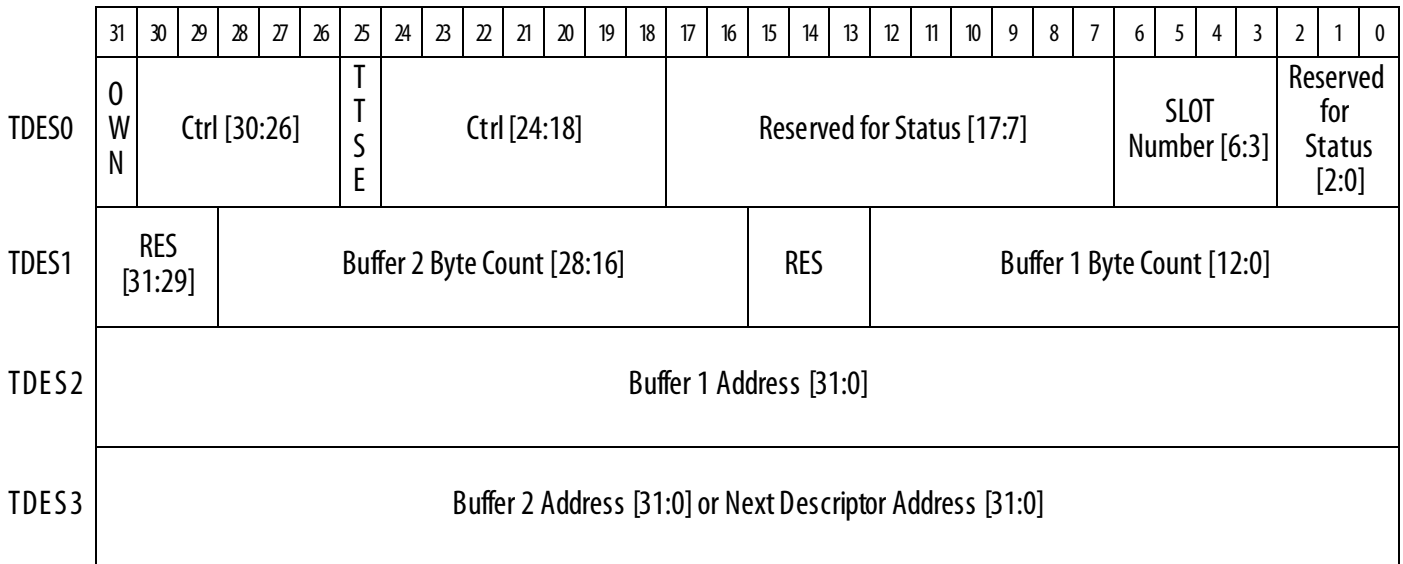 31 30 29 28 27 26 25 24 23 22 21 20 19 18 17 16 15 14 13 12 11 10 9 8 7 6 5 4 3 2 1 0
TDES0
O
W
N
Ctrl [30:26]
T
T
S
E
Ctrl [24:18]
Reserved for Status [17:7]
SLOT
Number [6:3]
Reserved
for
Status
[2:0]
TDES1
RES
[31:29]
Buffer 2 Byte Count [28:16]
RES
Buffer 1 Byte Count [12:0]
TDES2
Buffer 1 Address [31:0]
TDES3
Buffer 2 Address [31:0] or Next Descriptor Address [31:0]